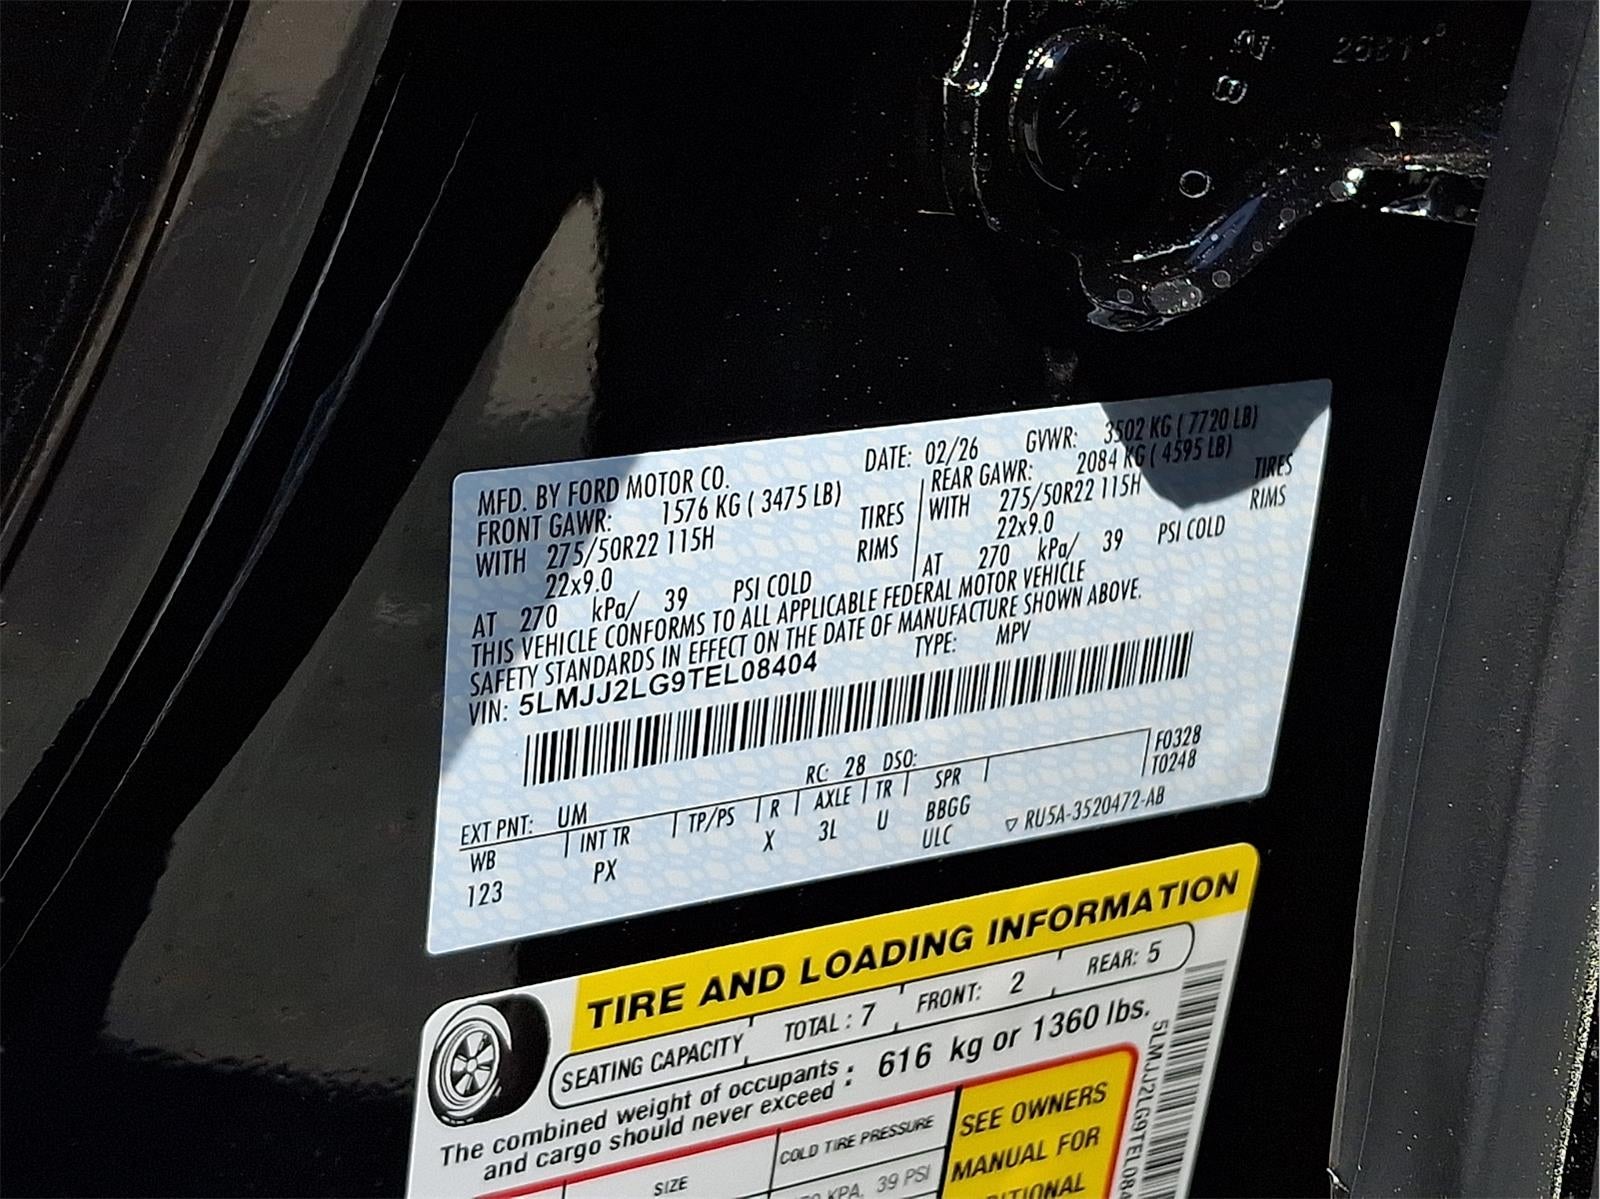 MFD. BY FORD MOTOR CO. DATE: 02/26 GVWR: 3502 KG ( 7720 LB)
FRONT GAWR: 1576 KG ( 3475 LB) REAR GAWR: 2084 KG ( 4595 LB)
WITH 275/50R22 115H TIRES WITH 275/50R22 115H TIRES
22x9.0 RIMS 22x9.0 RIMS
AT 270 kPa/ 39 PSI COLD AT 270 kPa/ 39 PSI COLD
THIS VEHICLE CONFORMS TO ALL APPLICABLE FEDERAL MOTOR VEHICLE
SAFETY STANDARDS IN EFFECT ON THE DATE OF MANUFACTURE SHOWN ABOVE.
VIN: 5LMJJ2LG9TEL08404 TYPE: MPV
EXT PNT: UM RC: 28 DSO: F0328
WB INT TR TP/PS R AXLE TR SPR T0248
123 PX X 3L U BBGG
ULC ▽ RU5A-3520472-AB
TIRE AND LOADING INFORMATION
SEATING CAPACITY TOTAL : 7 FRONT: 2 REAR: 5
The combined weight of occupants
and cargo should never exceed : 616 kg or 1360 lbs.
SIZE COLD TIRE PRESSURE SEE OWNERS
KPA, 39 PSI MANUAL FOR
5LMJJ2LG9TEL084